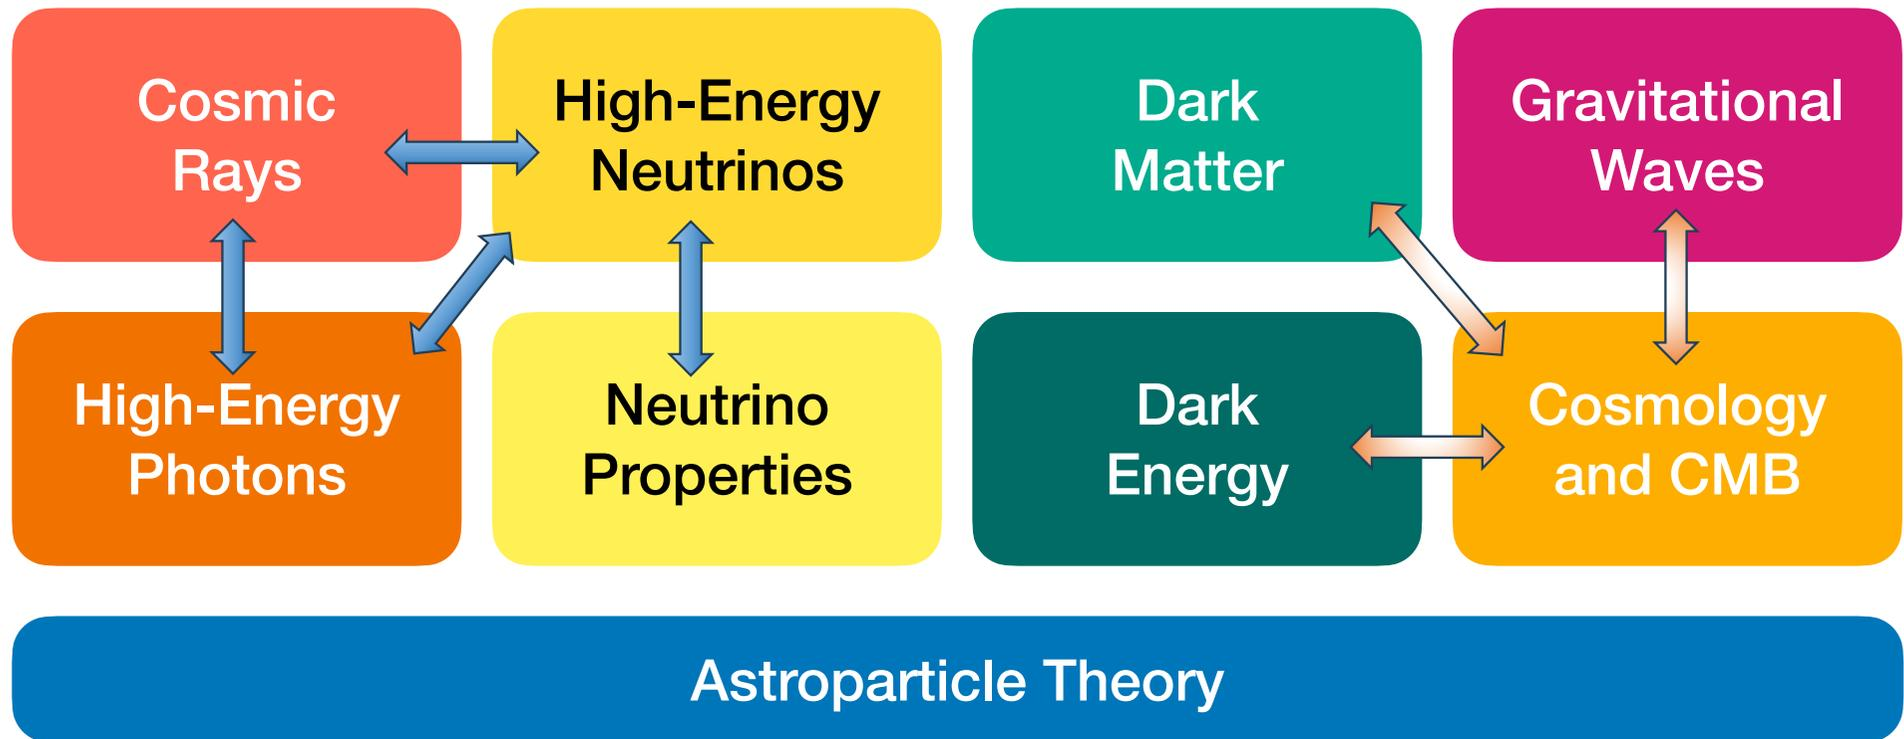 Cosmic
Rays
High-Energy
Neutrinos
Dark
Matter
Gravitational
Waves
High-Energy
Photons
Neutrino
Properties
Dark
Energy
Cosmology
and CMB
Astroparticle Theory